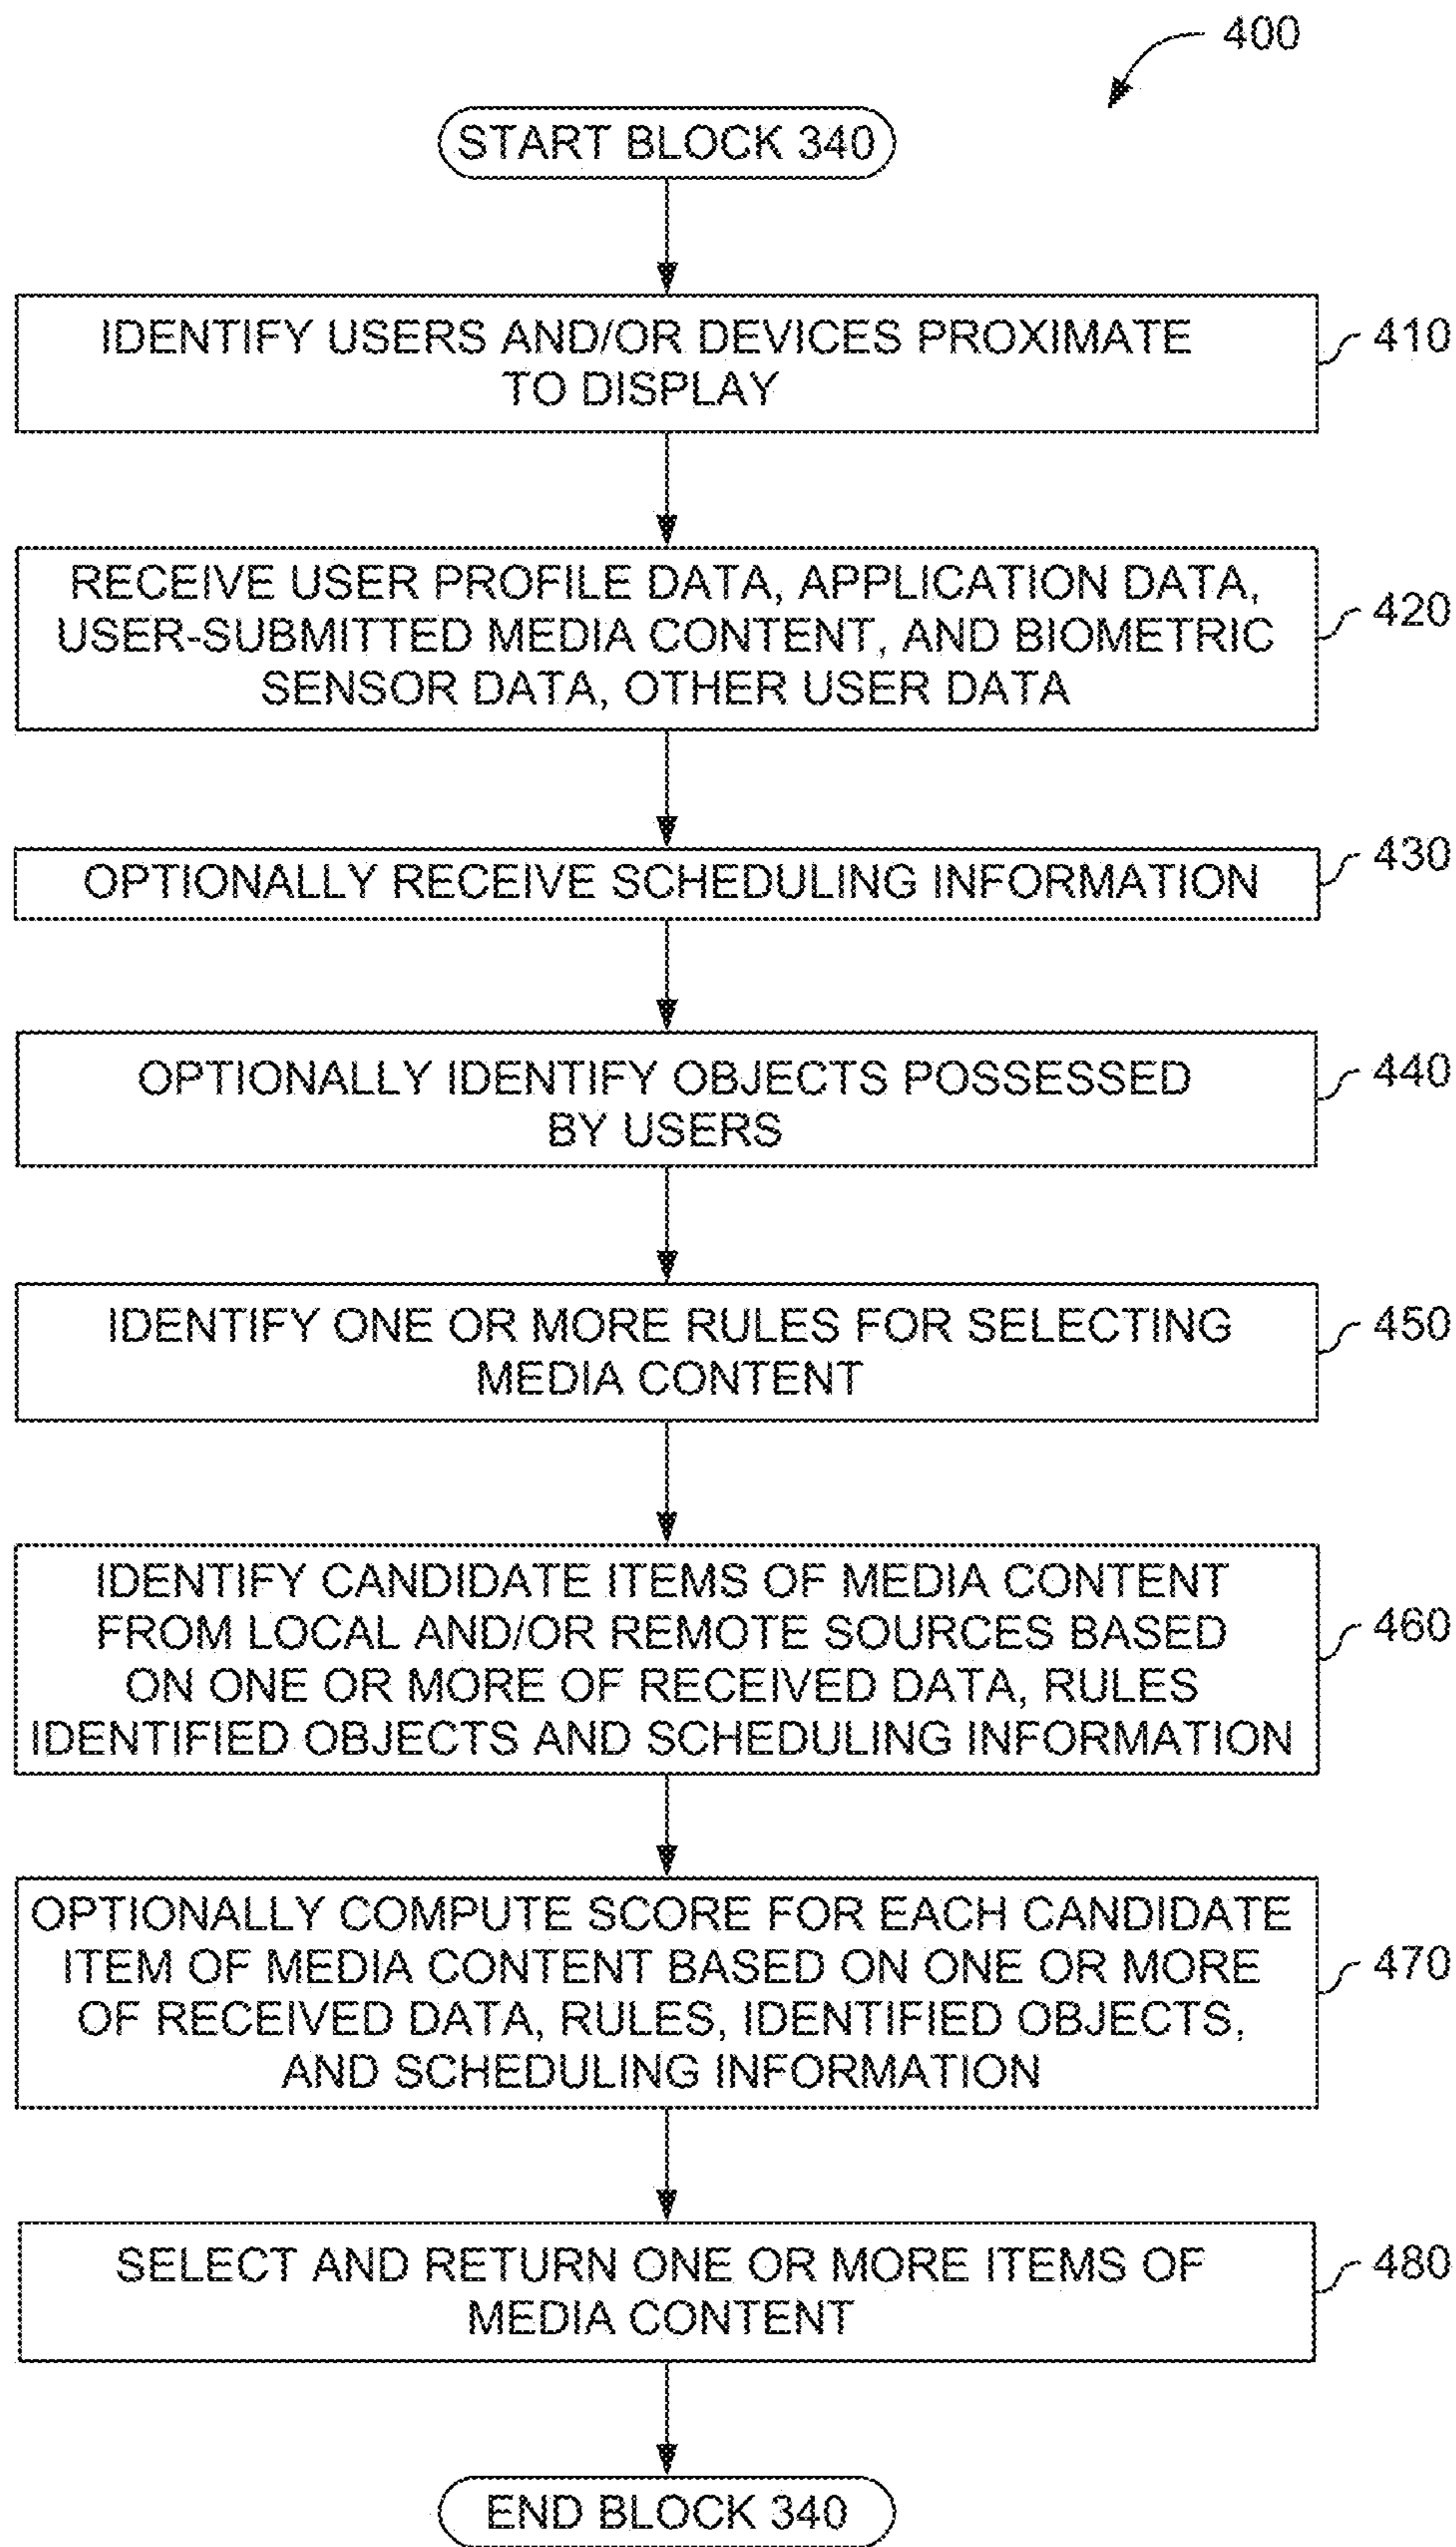 400
START BLOCK 340
IDENTIFY USERS AND/OR DEVICES PROXIMATE
TO DISPLAY
410
RECEIVE USER PROFILE DATA, APPLICATION DATA,
USER-SUBMITTED MEDIA CONTENT, AND BIOMETRIC
SENSOR DATA, OTHER USER DATA
420
OPTIONALLY RECEIVE SCHEDULING INFORMATION
430
OPTIONALLY IDENTIFY OBJECTS POSSESSED
BY USERS
440
IDENTIFY ONE OR MORE RULES FOR SELECTING
MEDIA CONTENT
450
IDENTIFY CANDIDATE ITEMS OF MEDIA CONTENT
FROM LOCAL AND/OR REMOTE SOURCES BASED
ON ONE OR MORE OF RECEIVED DATA, RULES
IDENTIFIED OBJECTS AND SCHEDULING INFORMATION
460
OPTIONALLY COMPUTE SCORE FOR EACH CANDIDATE
ITEM OF MEDIA CONTENT BASED ON ONE OR MORE
OF RECEIVED DATA, RULES, IDENTIFIED OBJECTS,
AND SCHEDULING INFORMATION
470
SELECT AND RETURN ONE OR MORE ITEMS OF
MEDIA CONTENT
480
END BLOCK 340